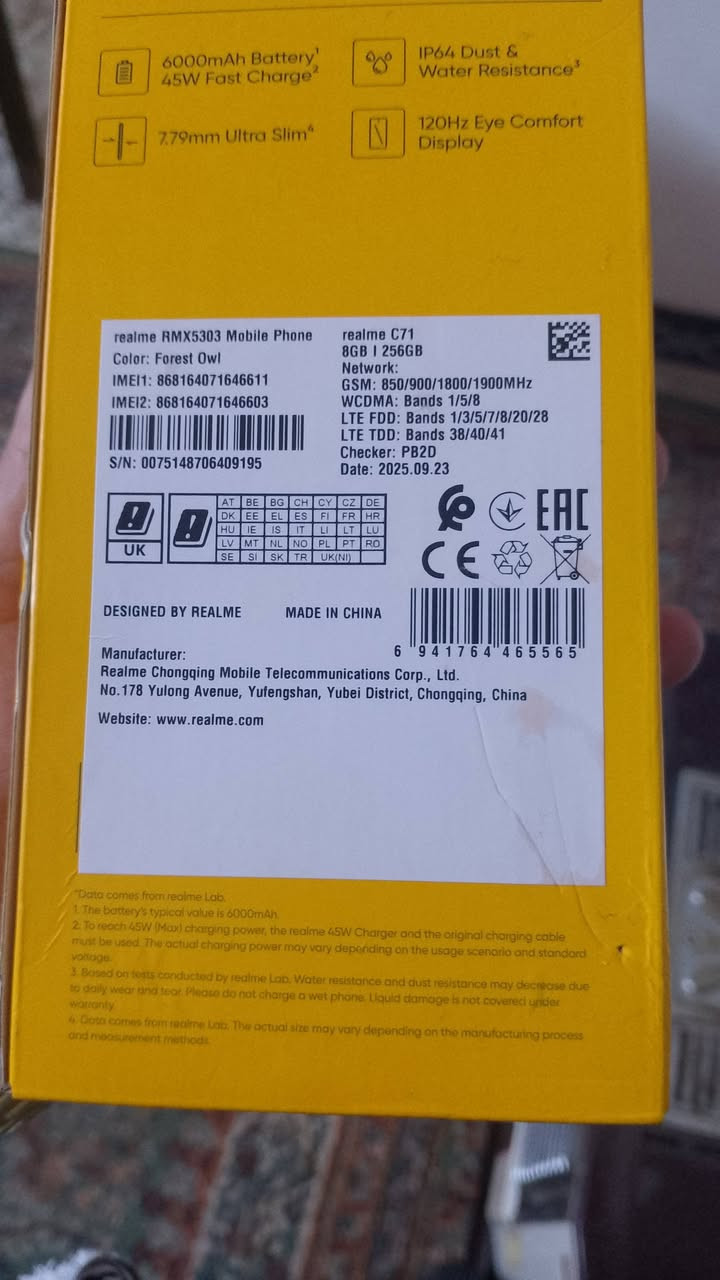 6000mAh Battery¹
45W Fast Charge²
IP64 Dust &
Water Resistance³
7.79mm Ultra Slim⁴
120Hz Eye Comfort
Display
realme RMX5303 Mobile Phone
Color: Forest Owl
IMEI1: 868164071646611
IMEI2: 868164071646603
S/N: 0075148706409195
realme C71
8GB | 256GB
Network:
GSM: 850/900/1800/1900MHz
WCDMA: Bands 1/5/8
LTE FDD: Bands 1/3/5/7/8/20/28
LTE TDD: Bands 38/40/41
Checker: PB2D
Date: 2025.09.23
UK
AT BE BG CH CY CZ DE
DK EE EL ES FI FR HR
HU IE IS IT LI LT LU
LV MT NL NO PL PT RO
SE SI SK TR UK(NI)
EAC
CE
DESIGNED BY REALME MADE IN CHINA
6 941764 465565
Manufacturer:
Realme Chongqing Mobile Telecommunications Corp., Ltd.
No.178 Yulong Avenue, Yufengshan, Yubei District, Chongqing, China
Website: www.realme.com
*Data comes from realme Lab.
1. The battery's typical value is 6000mAh.
2. To reach 45W (Max) charging power, the realme 45W Charger and the original charging cable
must be used. The actual charging power may vary depending on the usage scenario and standard
voltage.
3. Based on tests conducted by realme Lab. Water resistance and dust resistance may decrease due
to daily wear and tear. Please do not charge a wet phone. Liquid damage is not covered under
warranty.
4. Data comes from realme Lab. The actual size may vary depending on the manufacturing process
and measurement methods.